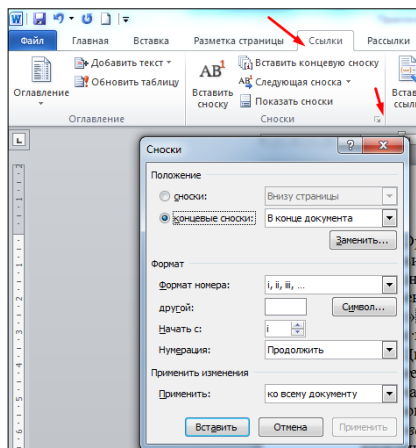 Файл Главная Вставка Разметка страницы Ссылки Рассылки
Оглавление
Добавить текст
Обновить таблицу
Оглавление
AB¹
Вставить сноску
Вставить концевую сноску
Следующая сноска
Показать сноски
Сноски
Сноски
Положение
сноски: Внизу страницы
концевые сноски: В конце документа
Заменить...
Формат
Формат номера: i, ii, iii, ...
другой: Символ...
Начать с: i
Нумерация: Продолжить
Применить изменения
Применить: ко всему документу
Вставить Отмена Применить